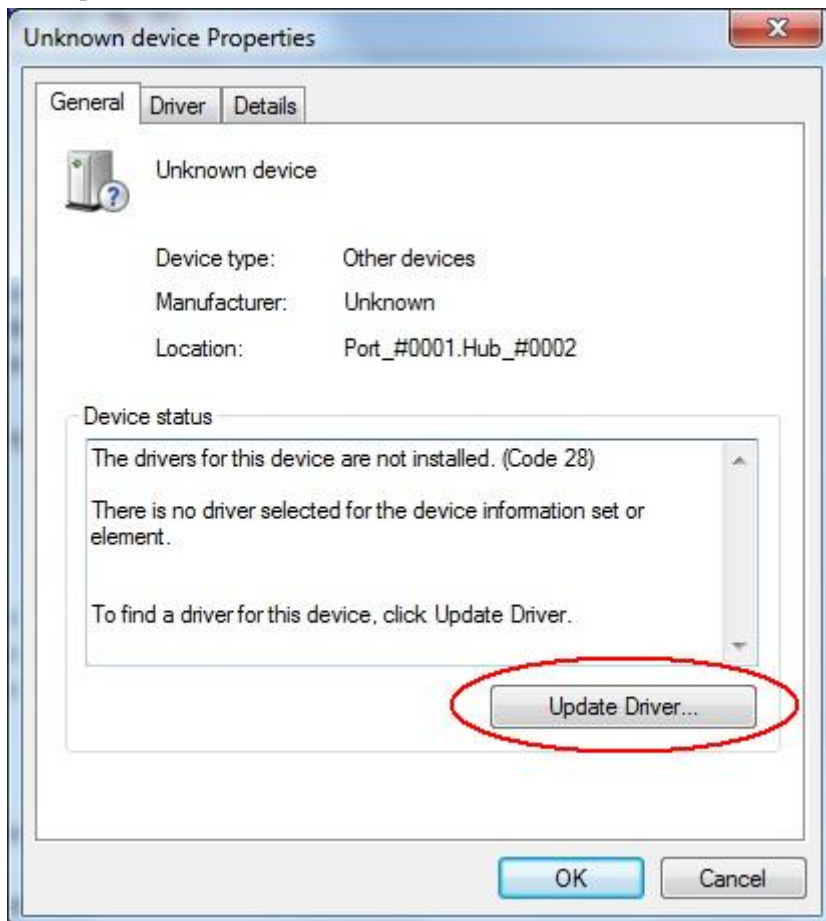 Unknown device Properties
General Driver Details
Unknown device
Device type: Other devices
Manufacturer: Unknown
Location: Port_#0001.Hub_#0002
Device status
The drivers for this device are not installed. (Code 28)
There is no driver selected for the device information set or
element.
To find a driver for this device, click Update Driver.
Update Driver...
OK Cancel